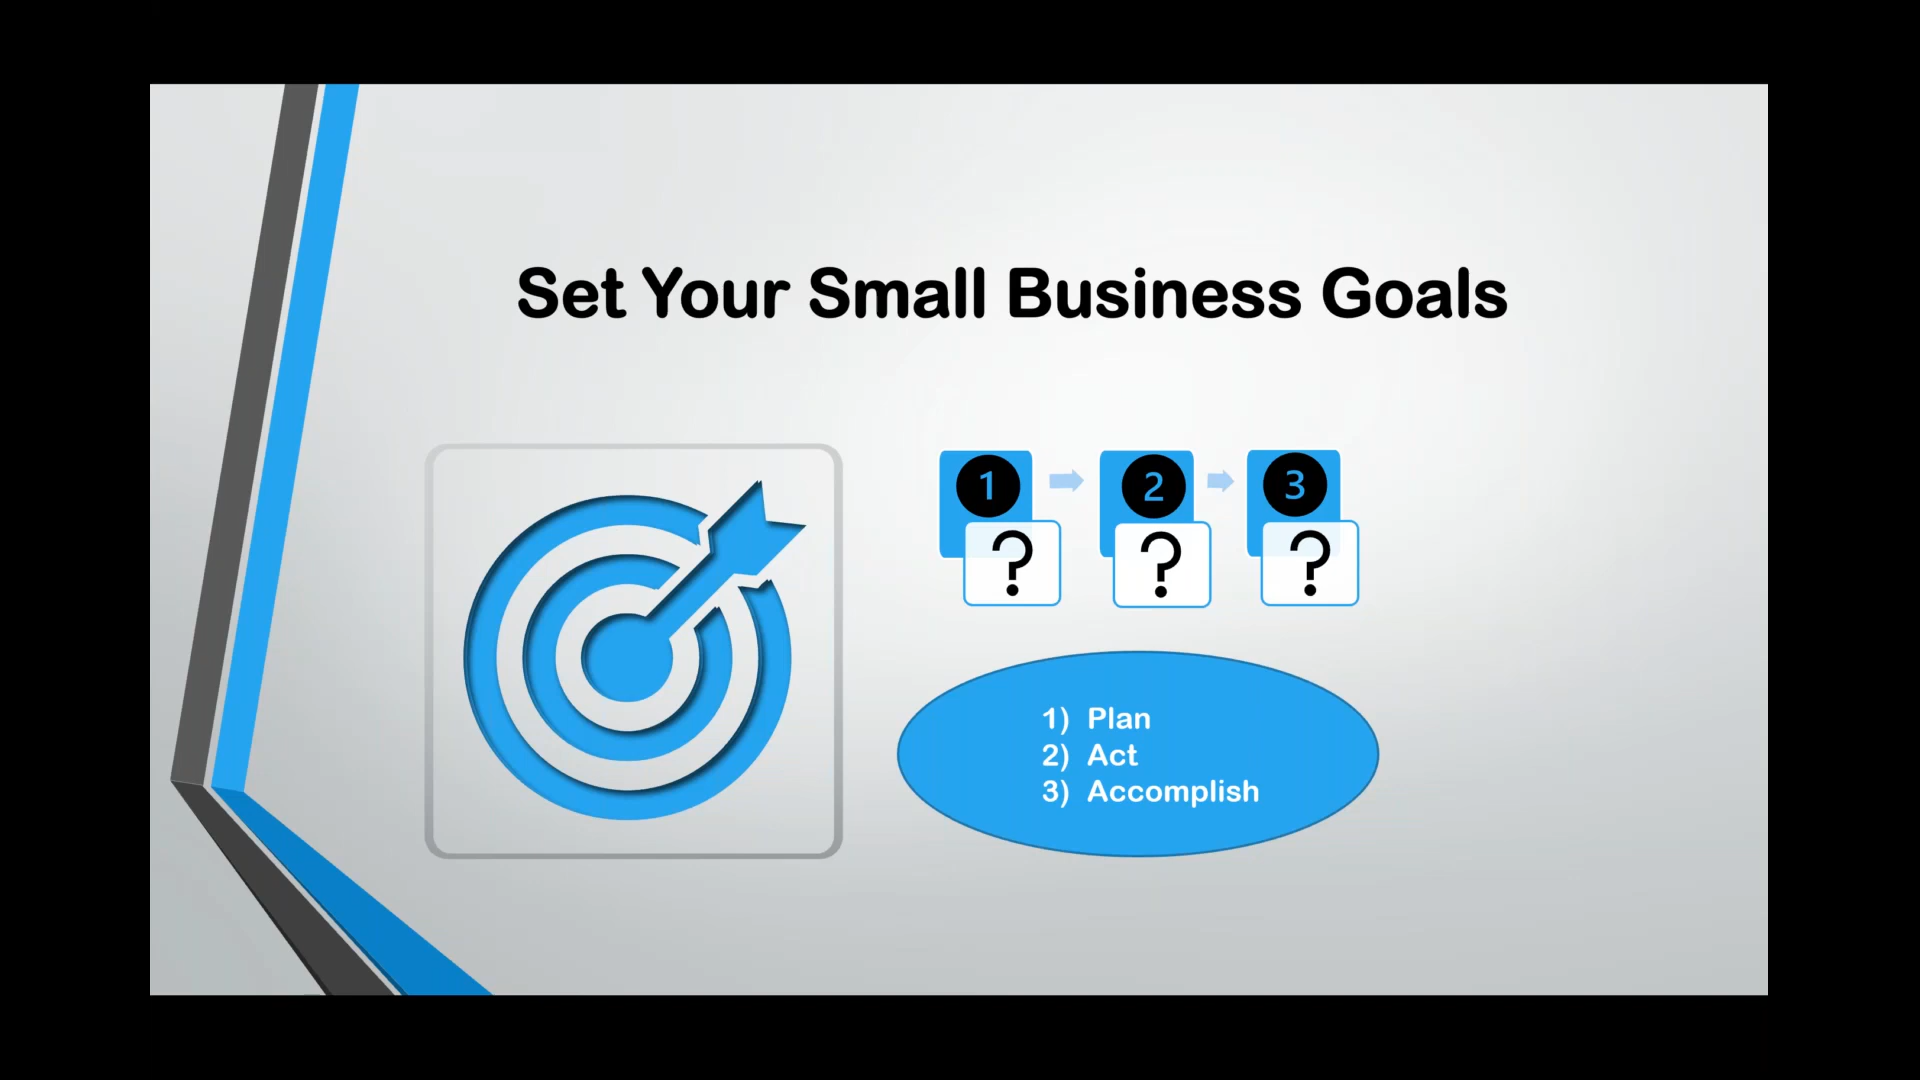 Set Your Small Business Goals
1
2
3
?
?
?
1) Plan
2) Act
3) Accomplish